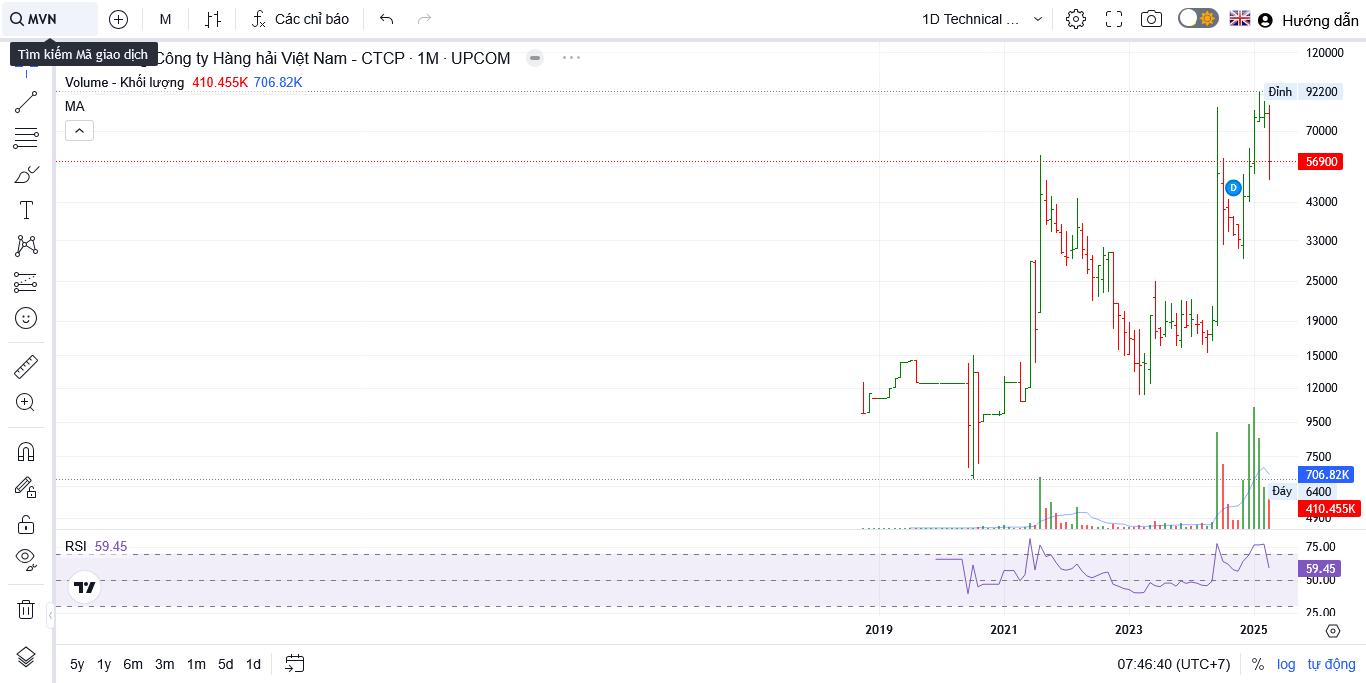 MVN
M
Các chỉ báo
1D Technical ...
Hướng dẫn
Tìm kiếm Mã giao dịch
Công ty Hàng hải Việt Nam - CTCP · 1M · UPCOM
Volume - Khối lượng 410.455K 706.82K
MA
120000
Đỉnh 92200
70000
56900
D
43000
33000
25000
19000
15000
12000
9500
7500
706.82K
Đáy 6400
410.455K
4700
RSI 59.45
75.00
59.45
50.00
25.00
2019 2021 2023 2025
5y 1y 6m 3m 1m 5d 1d
07:46:40 (UTC+7) % log tự động